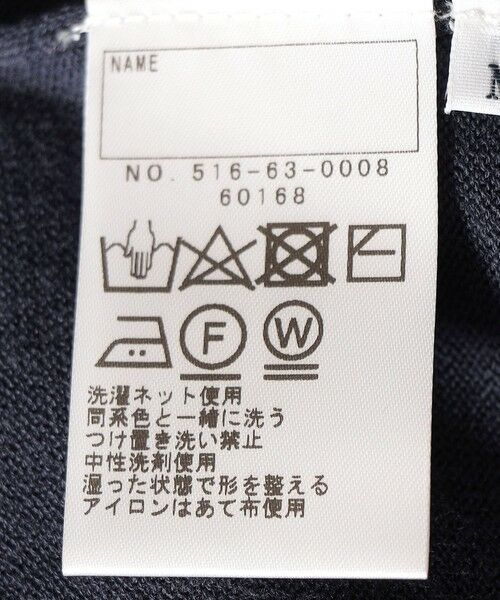 NAME
NO. 516-63-0008
60168
F
W
洗濯ネット使用
同系色と一緒に洗う
つけ置き洗い禁止
中性洗剤使用
湿った状態で形を整える
アイロンはあて布使用